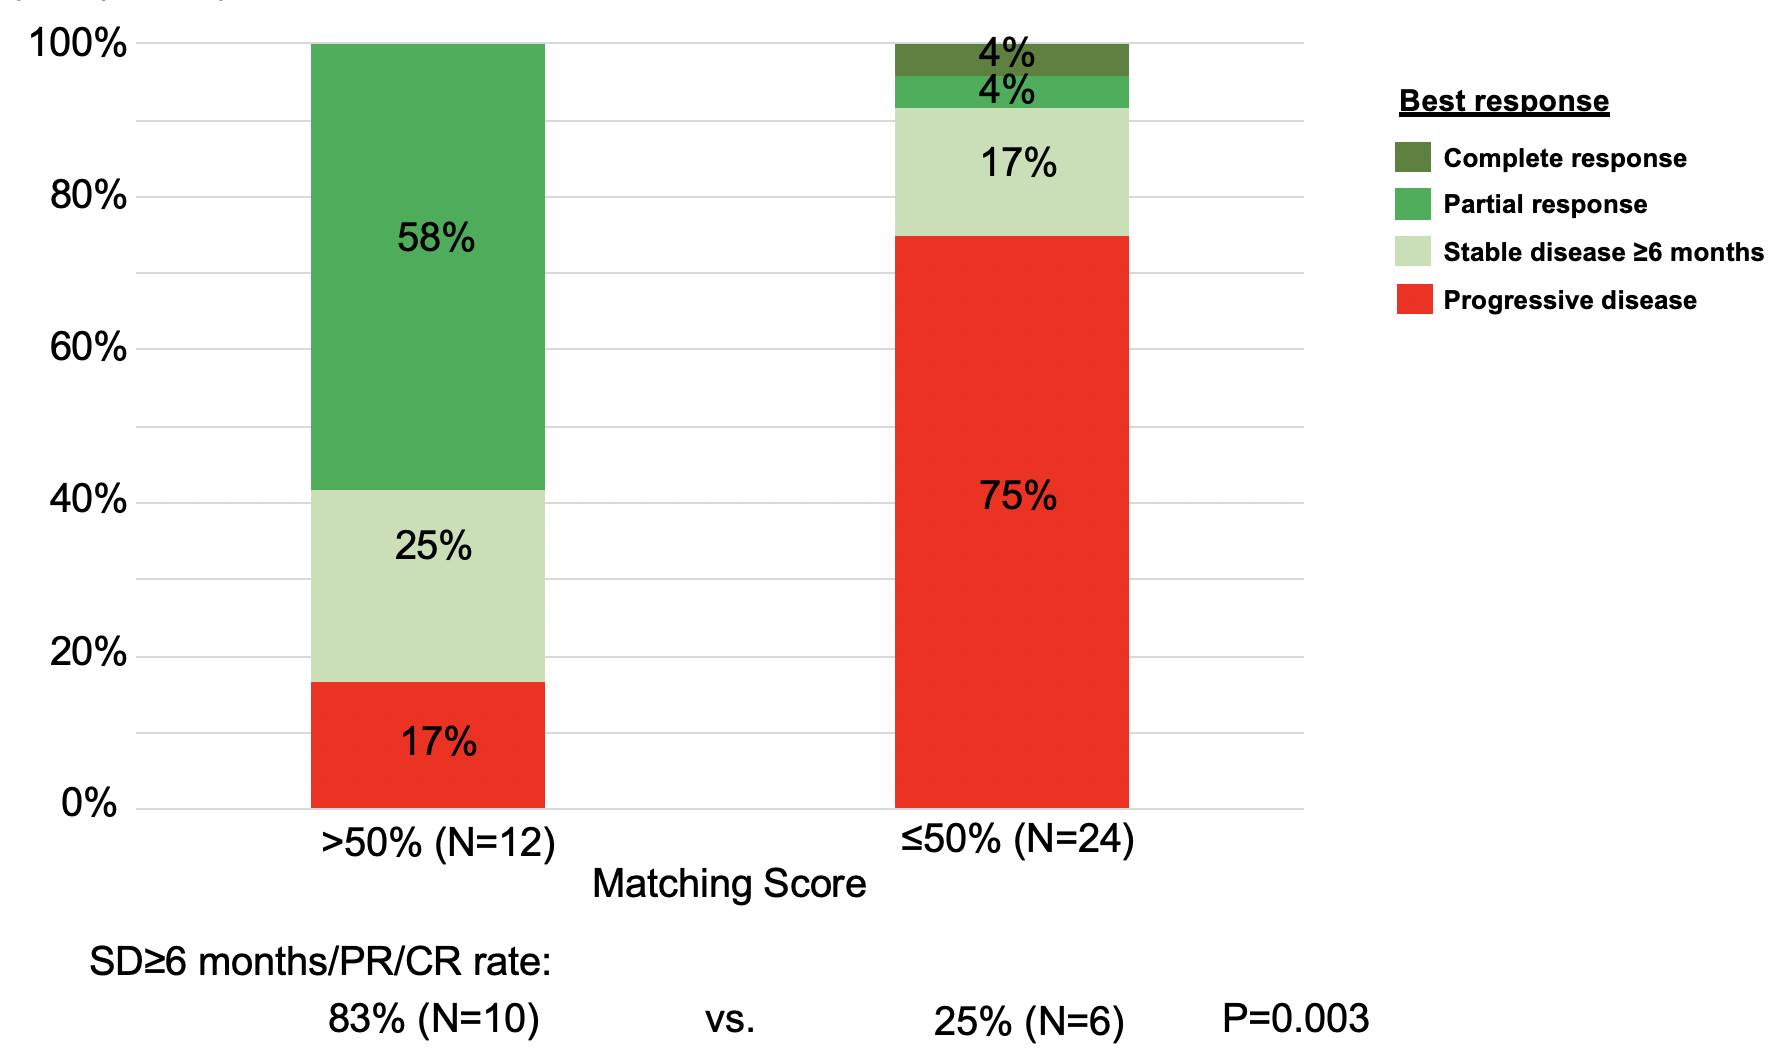 100%
80%
60%
40%
20%
0%
58%
25%
17%
4%
4%
17%
75%
>50% (N=12)
≤50% (N=24)
Matching Score
Best response
Complete response
Partial response
Stable disease ≥6 months
Progressive disease
SD≥6 months/PR/CR rate:
83% (N=10) vs. 25% (N=6) P=0.003